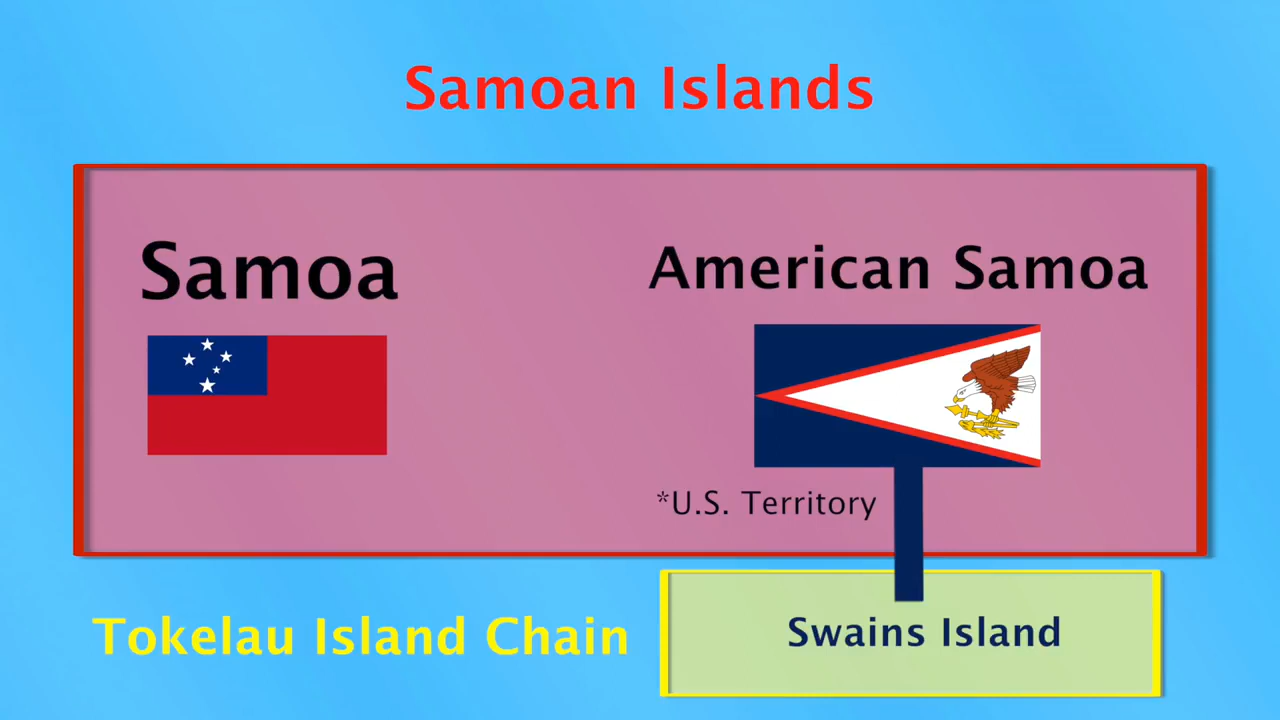 Samoan Islands
Samoa
American Samoa
*U.S. Territory
Tokelau Island Chain
Swains Island